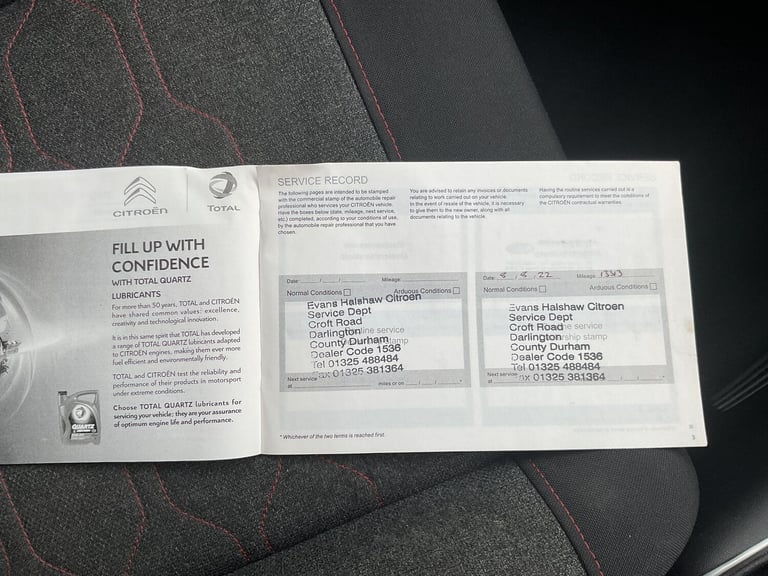 CITROËN
TOTAL
FILL UP WITH
CONFIDENCE
WITH TOTAL QUARTZ
LUBRICANTS
For more than 50 years, TOTAL and CITROËN
have shared common values: excellence,
creativity and technological innovation.
It is in this same spirit that TOTAL has developed
a range of TOTAL QUARTZ lubricants adapted
to CITROËN engines, making them ever more
fuel efficient and environmentally friendly.
TOTAL and CITROËN test the reliability and
performance of their products in motorsport
under extreme conditions.
Choose TOTAL QUARTZ lubricants for
servicing your vehicle; they are your assurance
of optimum engine life and performance.
QUARTZ
SERVICE RECORD
The following pages are intended to be stamped
with the commercial stamp of the automobile repair
professional who services your CITROËN vehicle.
Have the boxes below (date, mileage, next service,
etc.) completed, according to your conditions of use,
by the automobile repair professional that you have
chosen.
You are advised to retain any invoices or documents
relating to work carried out on your vehicle.
In the event of resale of the vehicle, it is necessary
to give them to the new owner, along with all
documents relating to the vehicle.
Having the routine services carried out is a
compulsory requirement to meet the conditions of
the CITROËN contractual warranties.
Date: / / Mileage:
Normal Conditions Arduous Conditions
Evans Halshaw Citroen
Service Dept
Croft Road
Darlington
County Durham
Dealer Code 1536
Tel 01325 488484
Fax 01325 381364
Next service
at miles or on / / *
Date: 8 / 8 / 22 Mileage:
Normal Conditions Arduous Conditions
Evans Halshaw Citroen
Service Dept
Croft Road
Darlington
County Durham
Dealer Code 1536
Tel 01325 488484
Fax 01325 381364
Next service
at
* Whichever of the two terms is reached first.